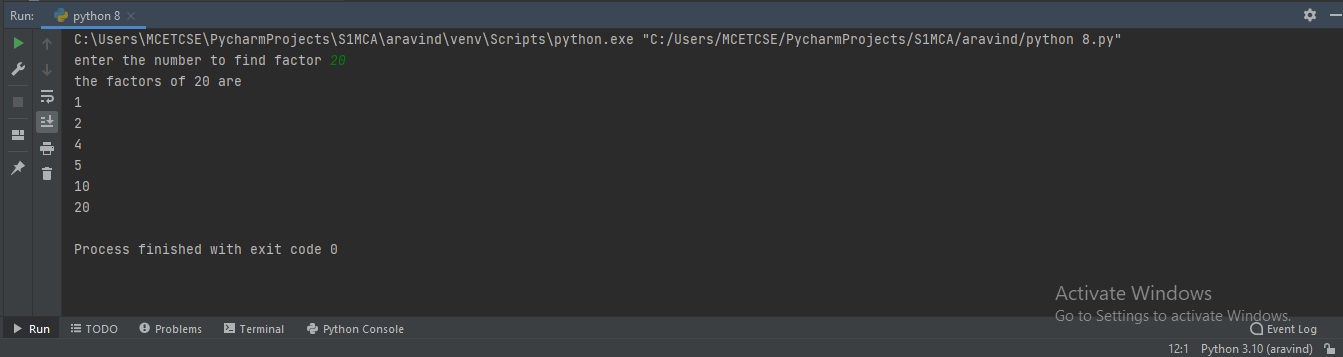 Run: python 8
C:\Users\MCETCSE\PycharmProjects\S1MCA\aravind\venv\Scripts\python.exe "C:/Users/MCETCSE/PycharmProjects/S1MCA/aravind/python 8.py"
enter the number to find factor 20
the factors of 20 are
1
2
4
5
10
20
Process finished with exit code 0
Activate Windows
Go to Settings to activate Windows.
Run TODO Problems Terminal Python Console Event Log
12:1 Python 3.10 (aravind)